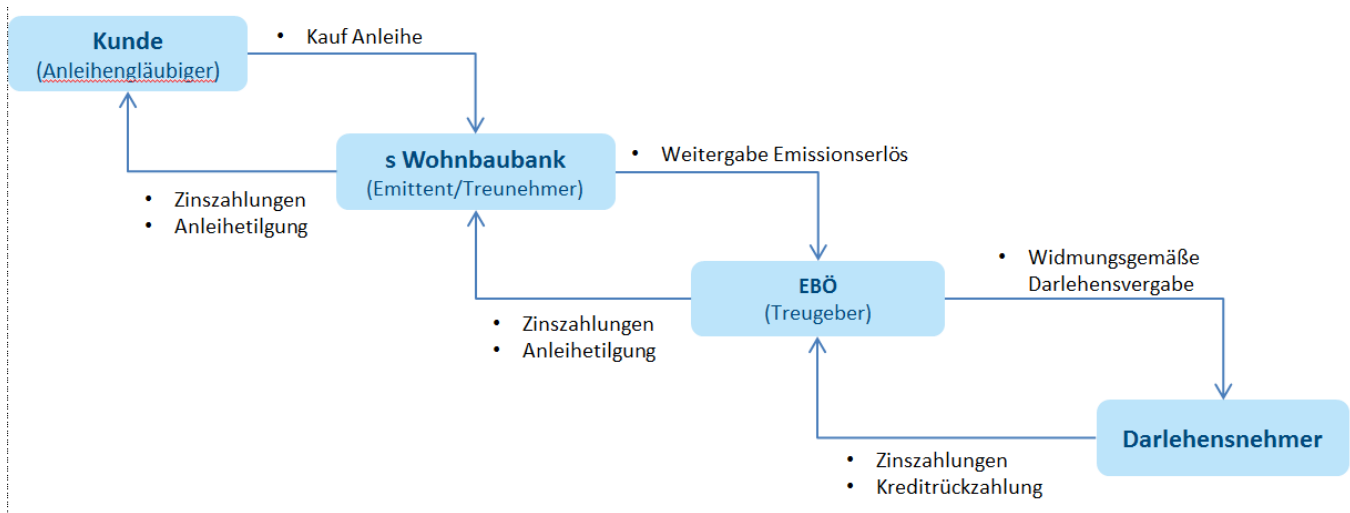 Kunde
(Anleihengläubiger)
• Kauf Anleihe
s Wohnbaubank
(Emittent/Treunehmer)
• Weitergabe Emissionserlös
• Zinszahlungen
• Anleihetilgung
EBÖ
(Treugeber)
• Widmungsgemäße
Darlehensvergabe
• Zinszahlungen
• Anleihetilgung
Darlehensnehmer
• Zinszahlungen
• Kreditrückzahlung